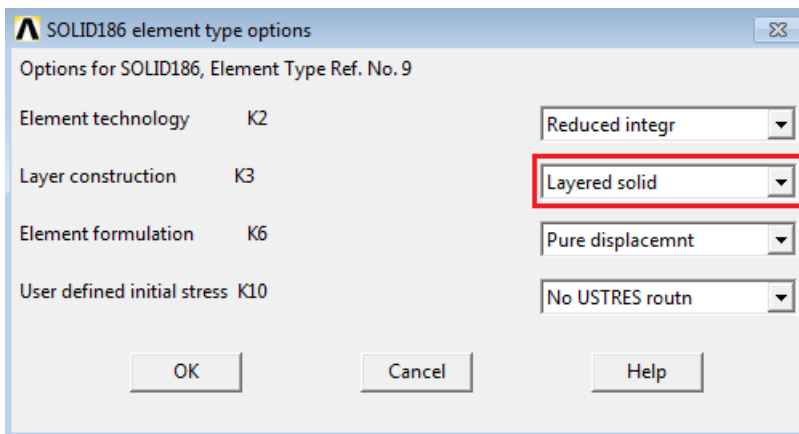 SOLID186 element type options
Options for SOLID186, Element Type Ref. No. 9
Element technology K2 Reduced integr
Layer construction K3 Layered solid
Element formulation K6 Pure displacemnt
User defined initial stress K10 No USTRES routn
OK Cancel Help